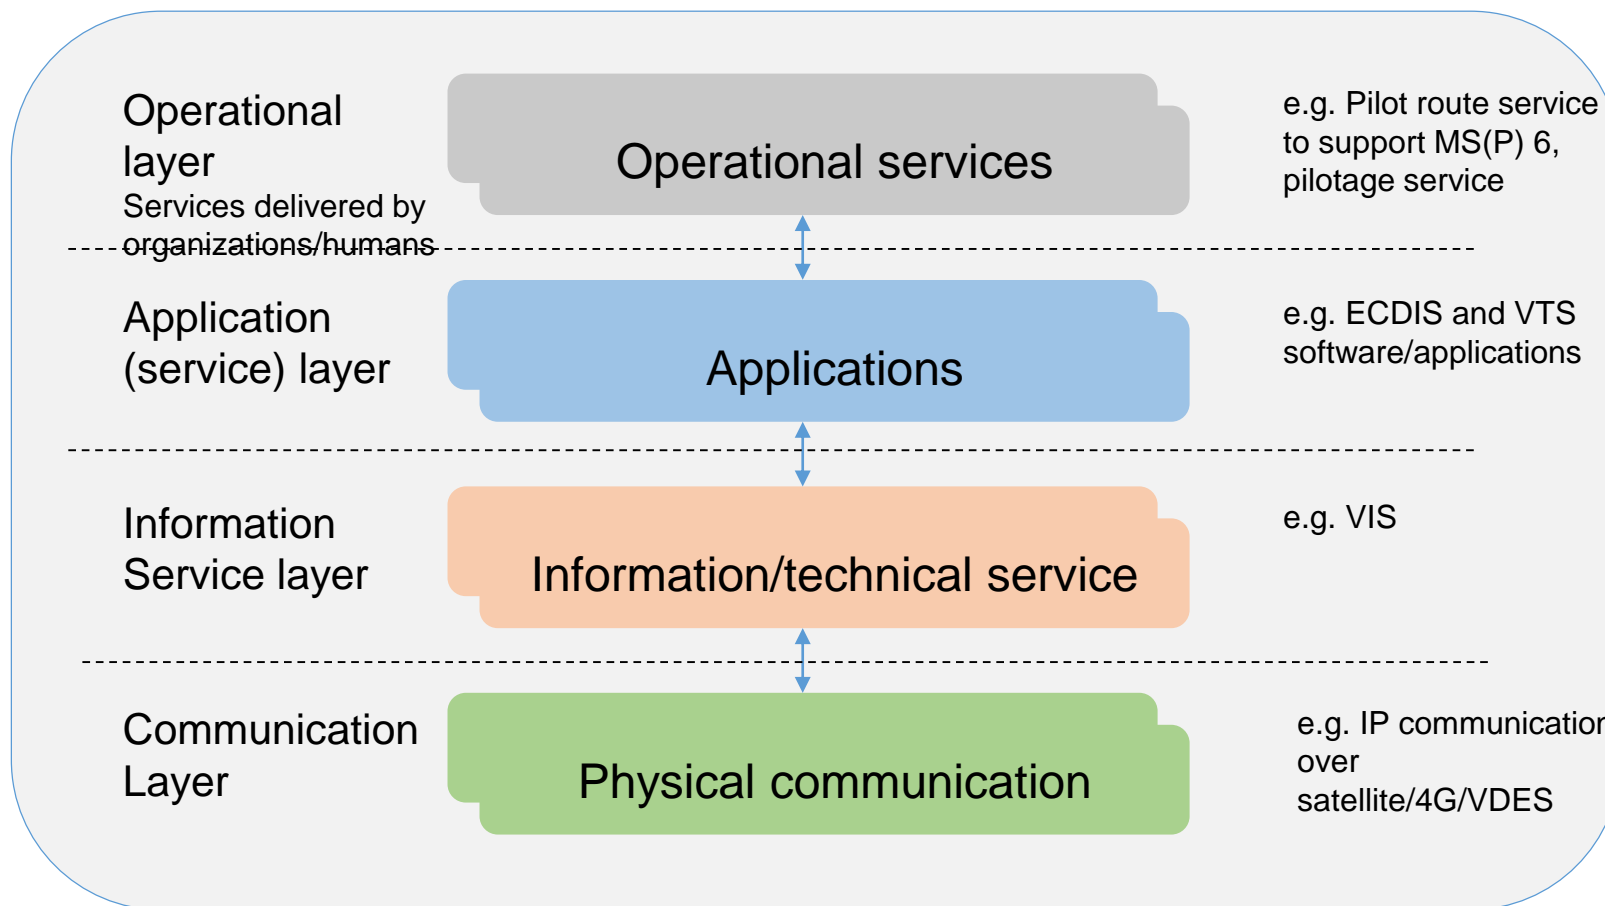 Operational
layer
Services delivered by
organizations/humans
Operational services
e.g. Pilot route service
to support MS(P) 6,
pilotage service
Application
(service) layer
Applications
e.g. ECDIS and VTS
software/applications
Information
Service layer
Information/technical service
e.g. VIS
Communication
Layer
Physical communication
e.g. IP communication
over
satellite/4G/VDES